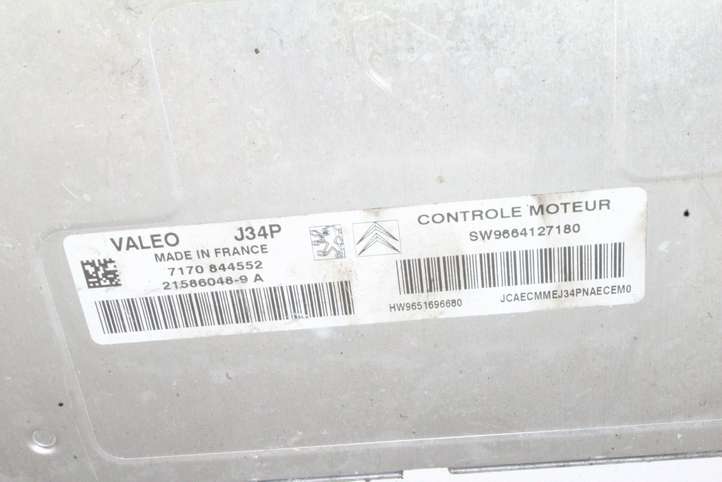 VALEO J34P
MADE IN FRANCE
7170 844552
21586048-9 A
CONTROLE MOTEUR
SW9664127180
HW9651696680
JCAECMMEJ34PNAECEM0